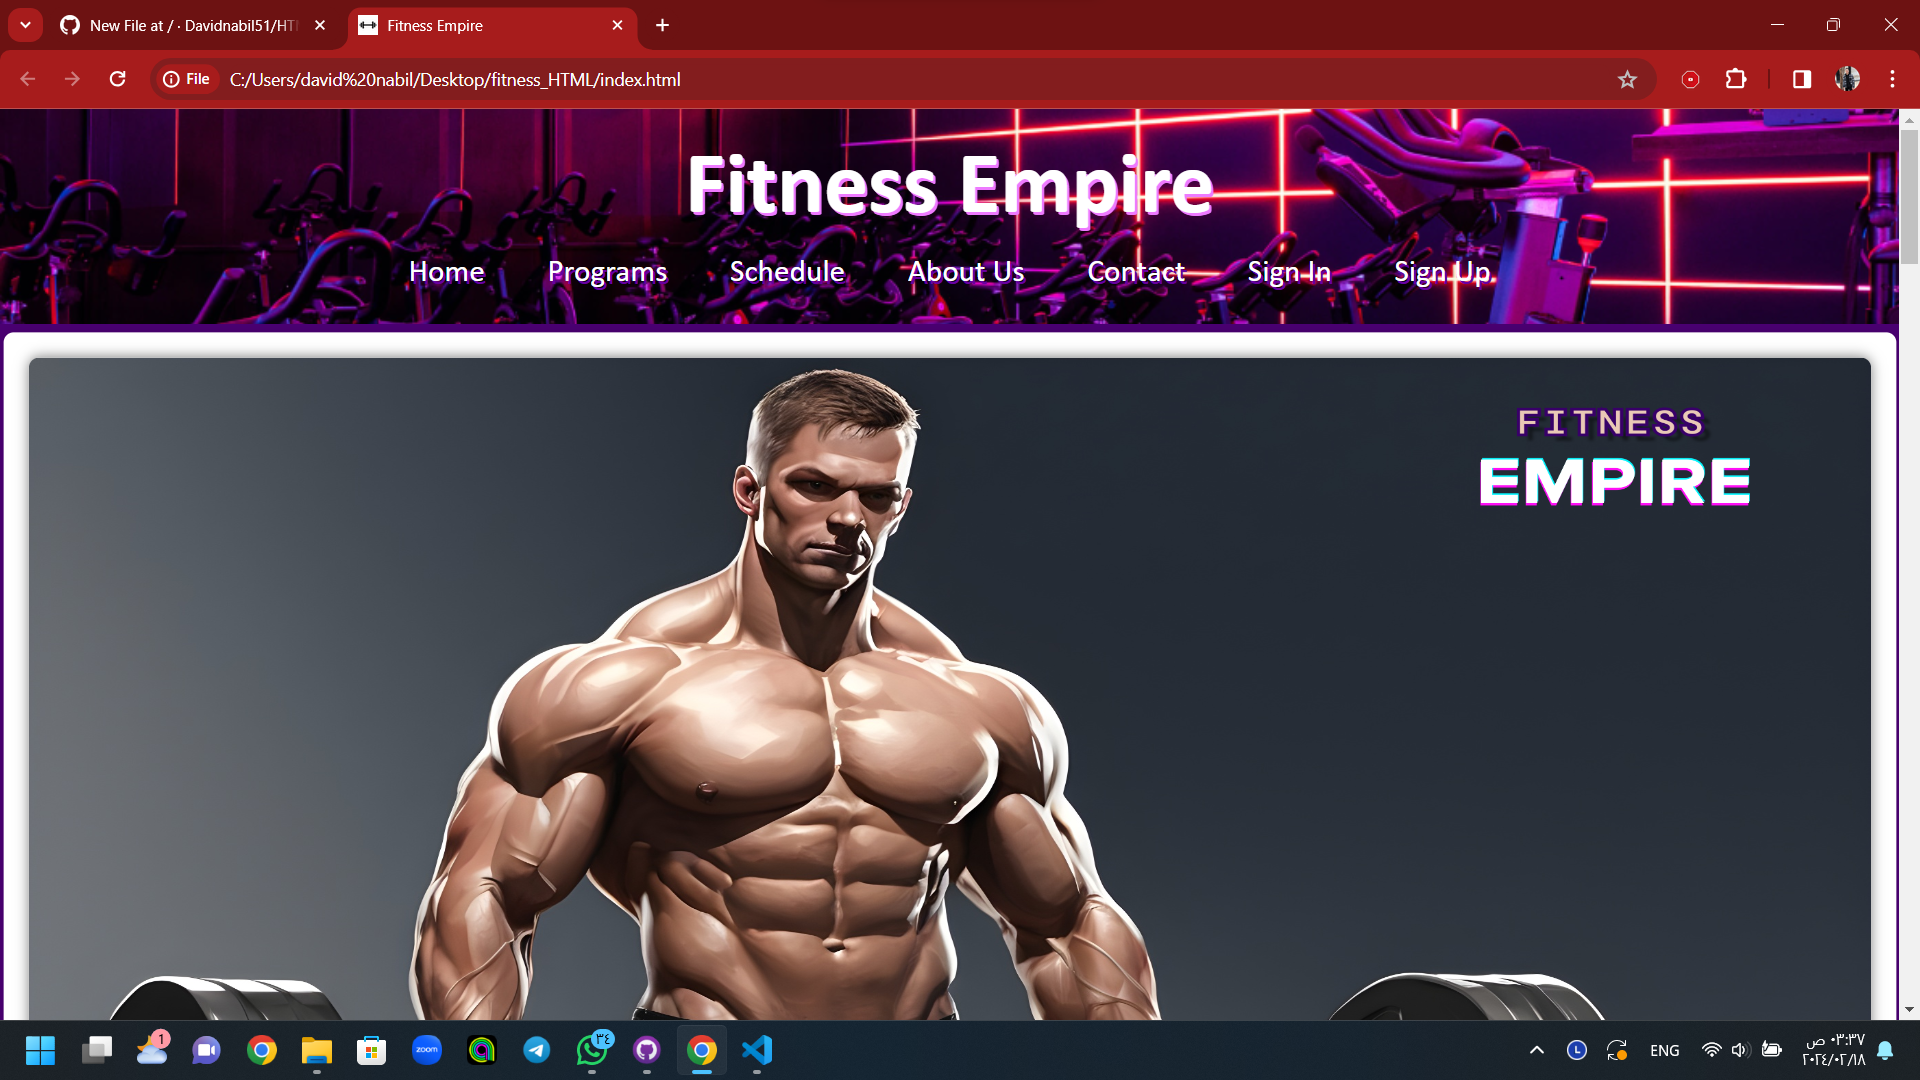 New File at / · Davidnabil51/HT
Fitness Empire
File
C:/Users/david%20nabil/Desktop/fitness_HTML/index.html
Fitness Empire
Home Programs Schedule About Us Contact Sign In Sign Up
FITNESS
EMPIRE
1
zoom
٣٤
L
ENG
٠٣:٣٧ ص
٢٠٢٤/٠٢/١٨